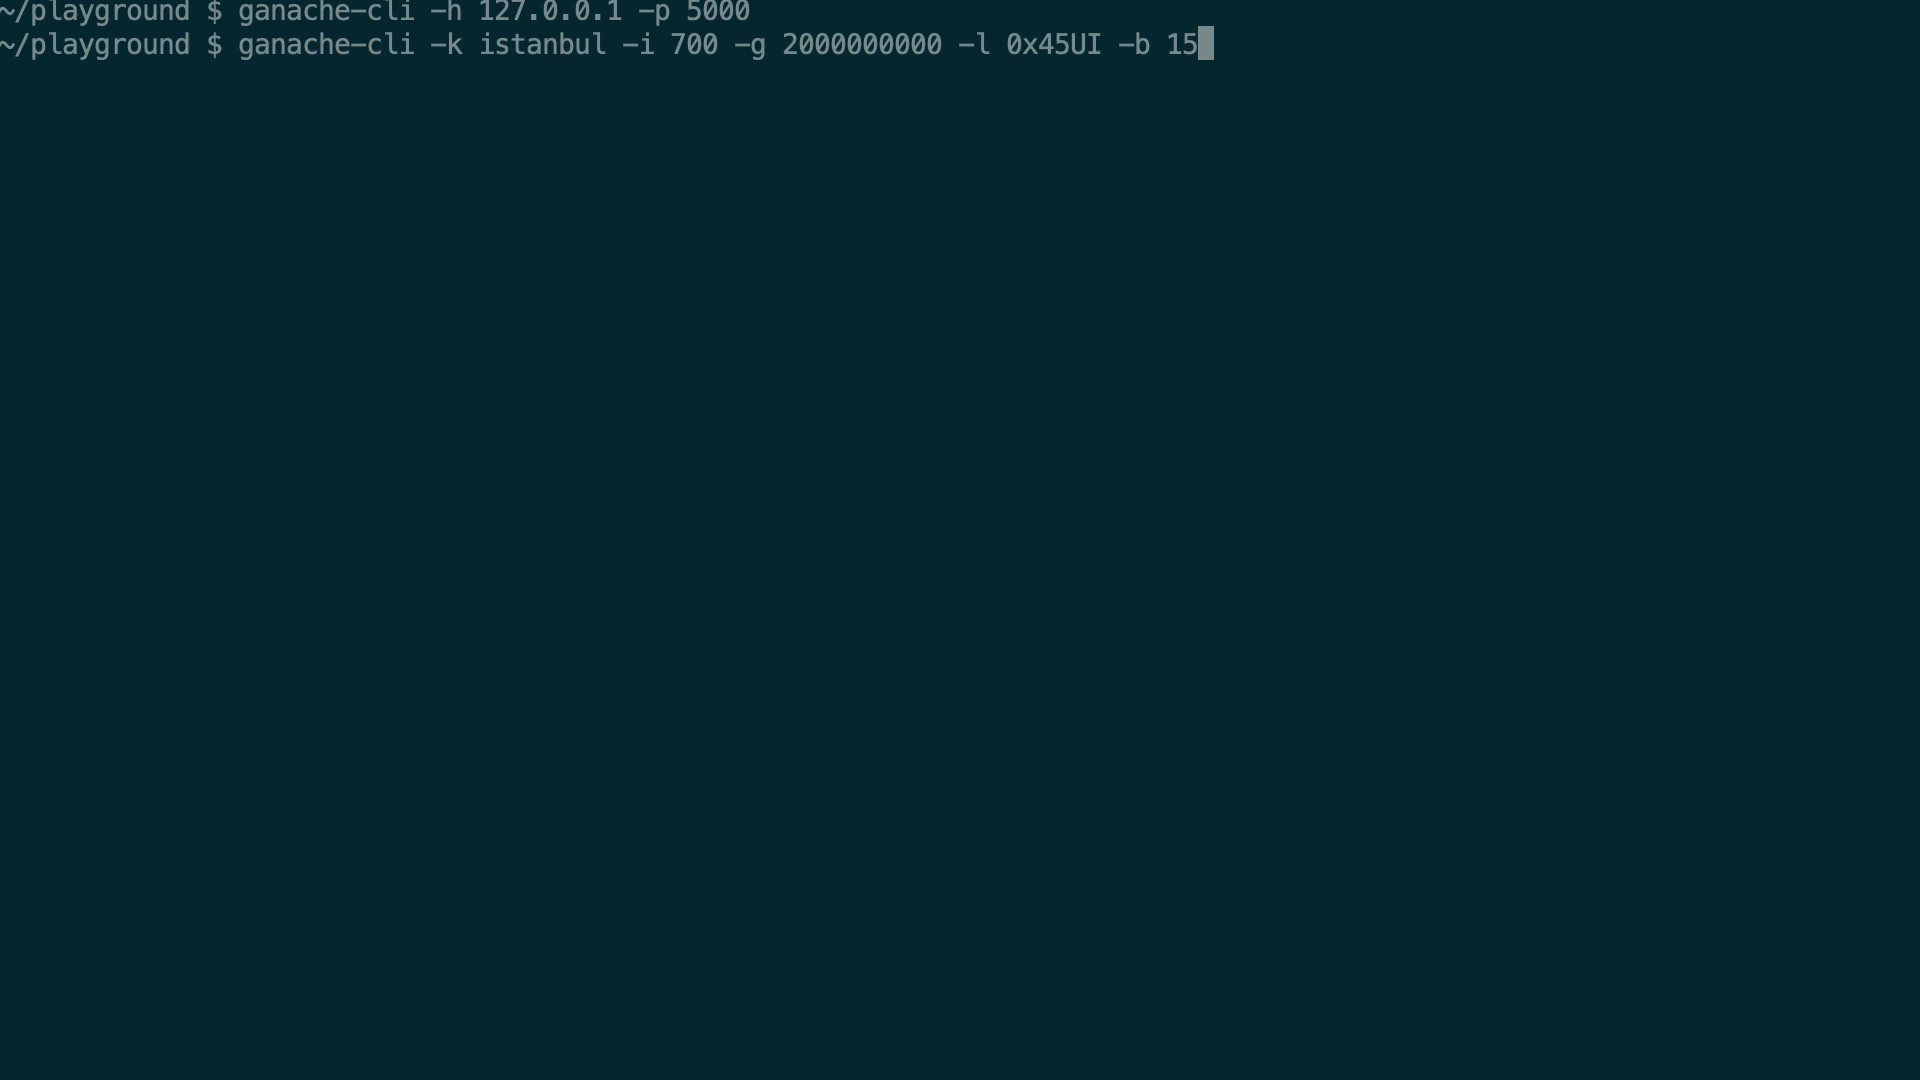 ~/playground $ ganache-cli -h 127.0.0.1 -p 5000
~/playground $ ganache-cli -k istanbul -i 700 -g 2000000000 -l 0x45UI -b 15